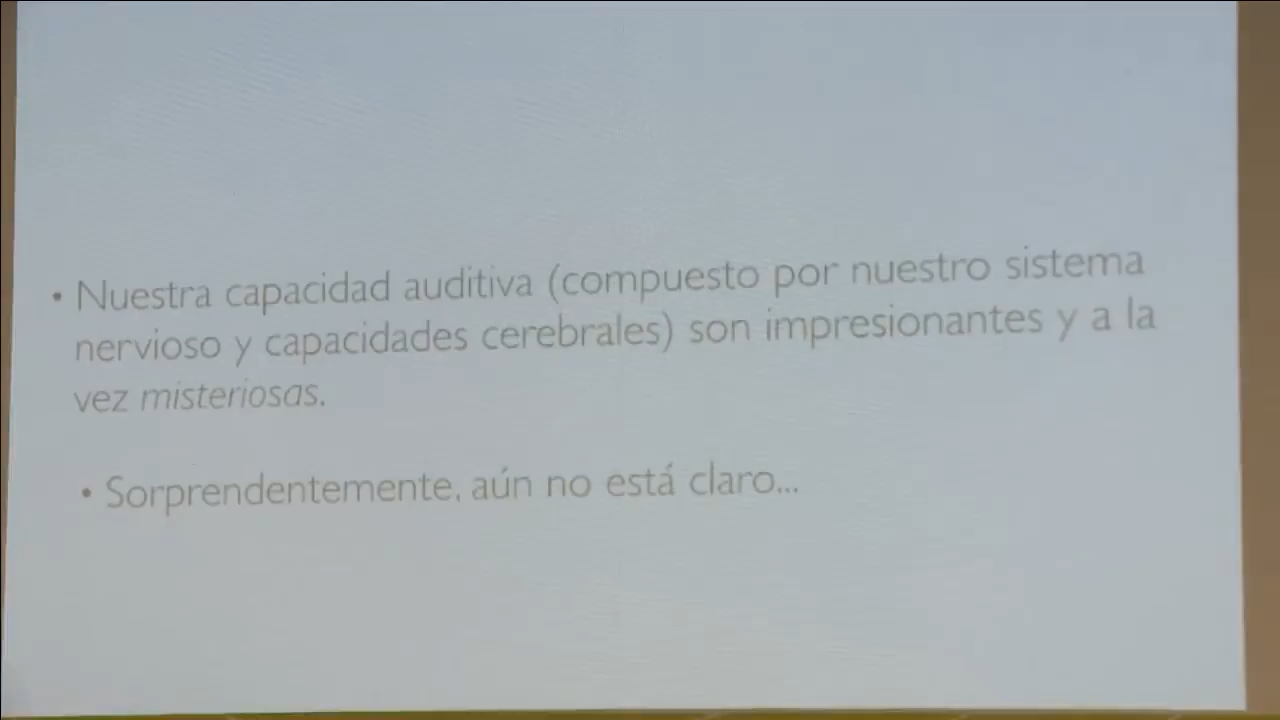 • Nuestra capacidad auditiva (compuesto por nuestro sistema
nervioso y capacidades cerebrales) son impresionantes y a la
vez misteriosas.
• Sorprendentemente, aún no está claro...